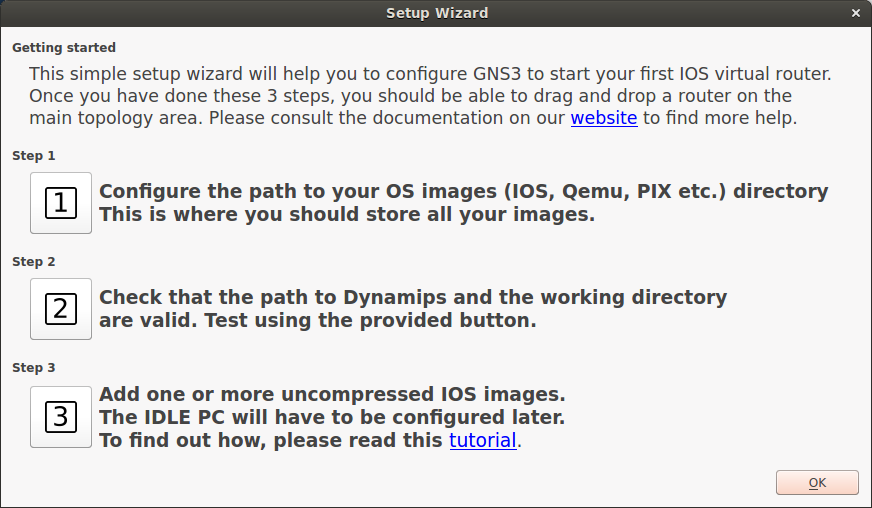 Setup Wizard ×
Getting started
This simple setup wizard will help you to configure GNS3 to start your first IOS virtual router.
Once you have done these 3 steps, you should be able to drag and drop a router on the
main topology area. Please consult the documentation on our website to find more help.
Step 1
1
Configure the path to your OS images (IOS, Qemu, PIX etc.) directory
This is where you should store all your images.
Step 2
2
Check that the path to Dynamips and the working directory
are valid. Test using the provided button.
Step 3
3
Add one or more uncompressed IOS images.
The IDLE PC will have to be configured later.
To find out how, please read this tutorial.
OK